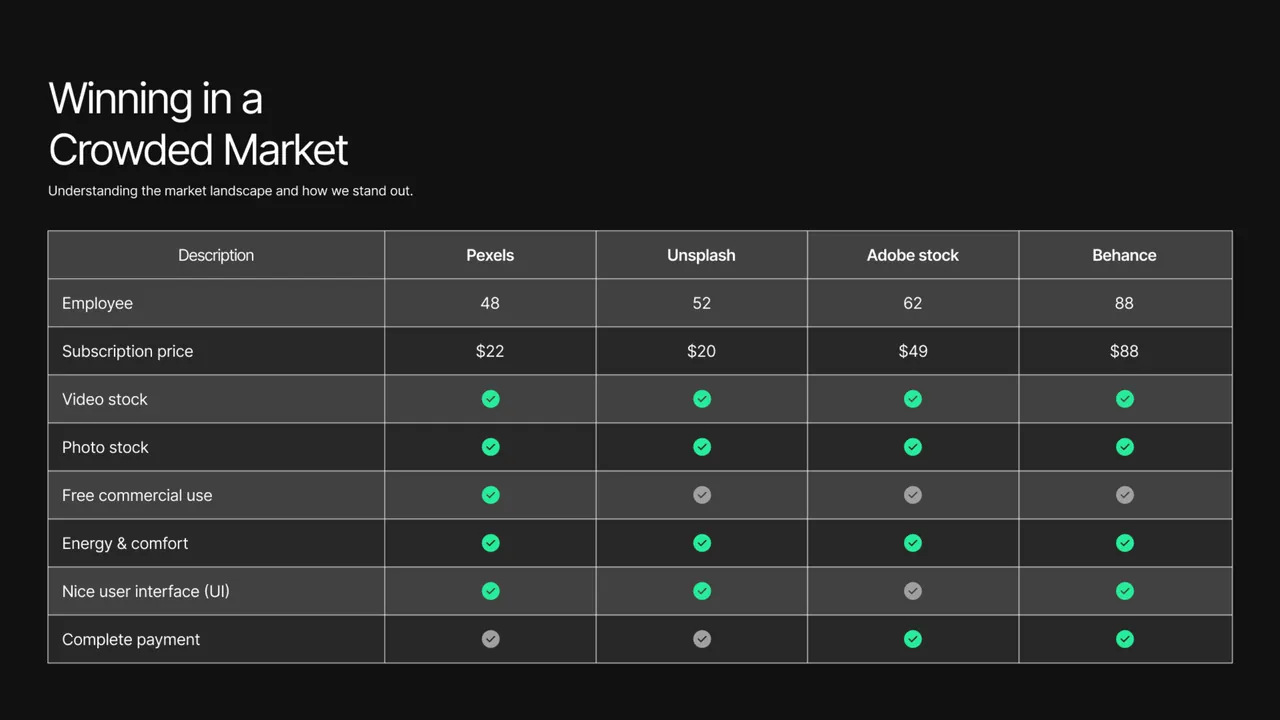 Winning in a
Crowded Market
Understanding the market landscape and how we stand out.
Description Pexels Unsplash Adobe stock Behance
Employee 48 52 62 88
Subscription price $22 $20 $49 $88
Video stock
Photo stock
Free commercial use
Energy & comfort
Nice user interface (UI)
Complete payment